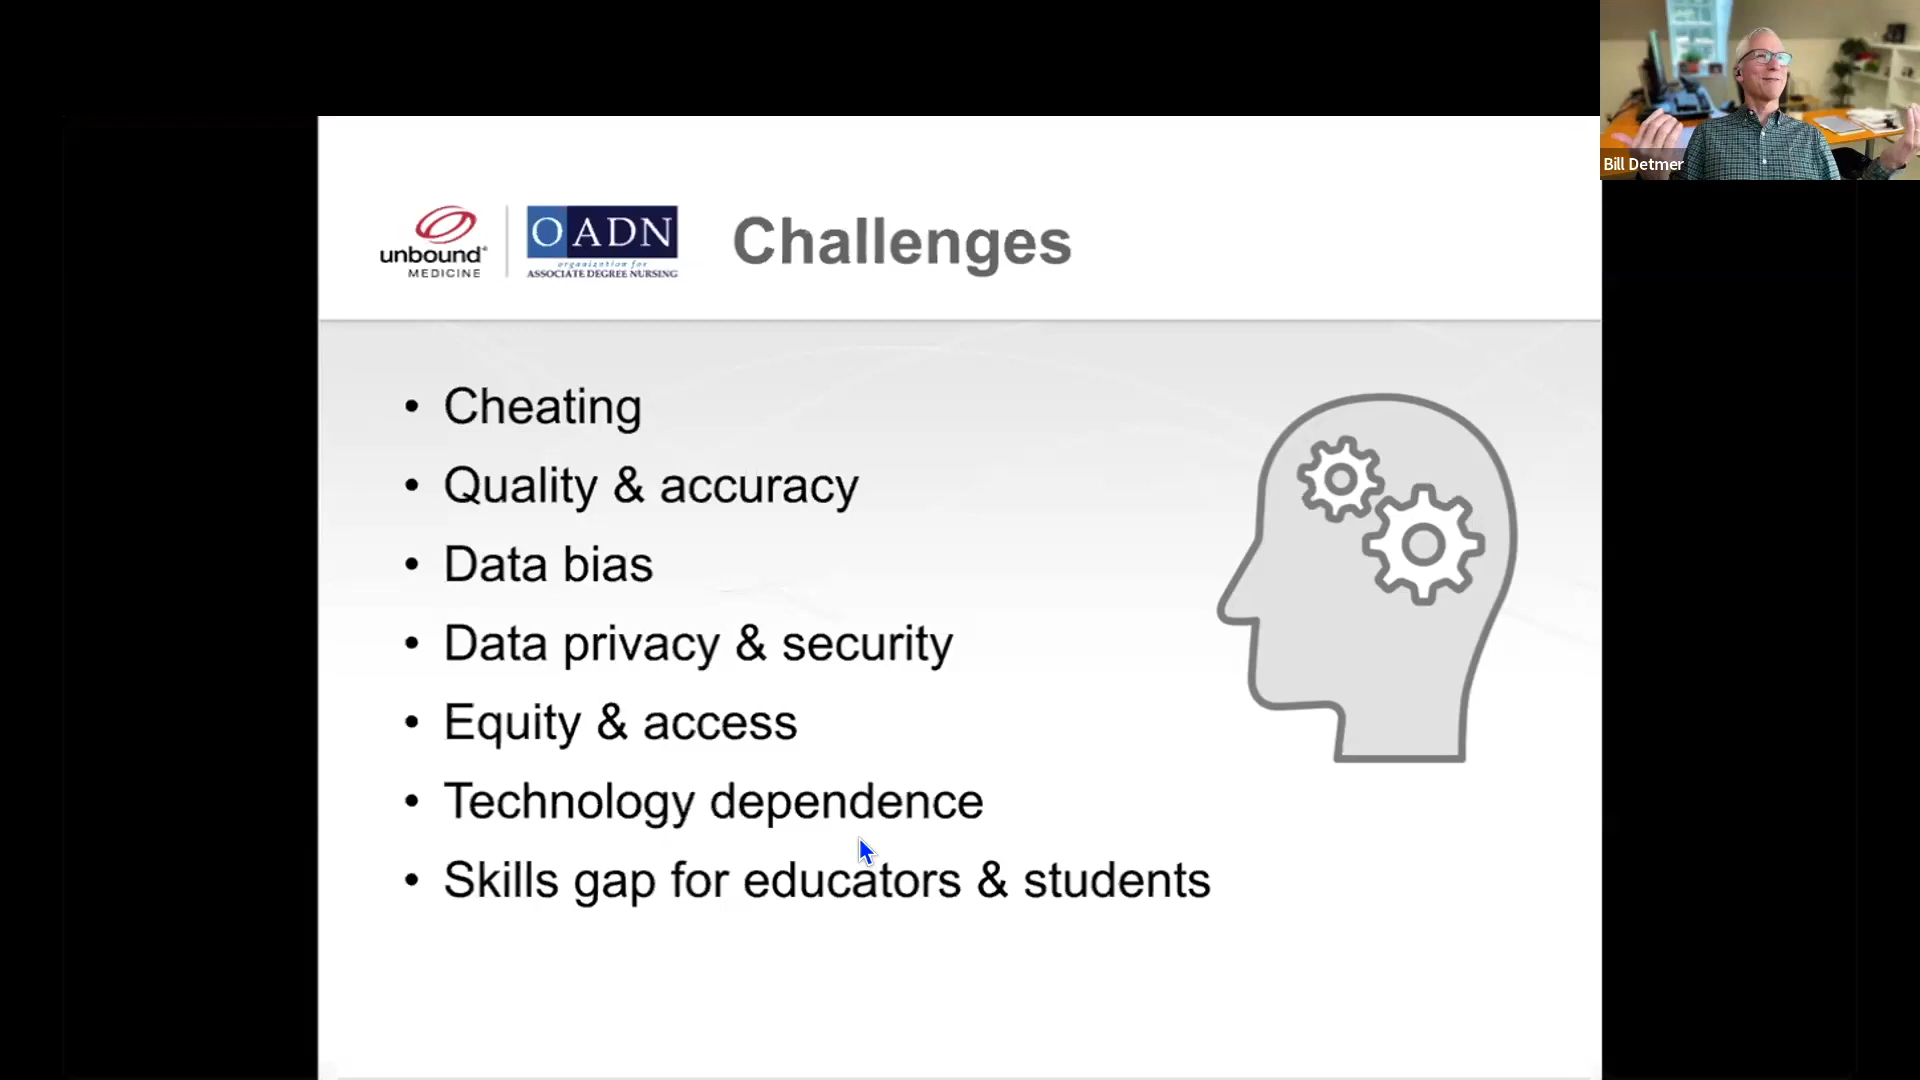 Bill Detmer
unbound®
MEDICINE
OADN
organization for
ASSOCIATE DEGREE NURSING
Challenges
• Cheating
• Quality & accuracy
• Data bias
• Data privacy & security
• Equity & access
• Technology dependence
• Skills gap for educators & students